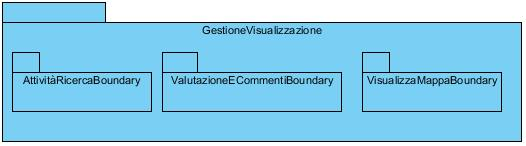 GestioneVisualizzazione
AttivitàRicercaBoundary
ValutazioneECommentiBoundary
VisualizzaMappaBoundary